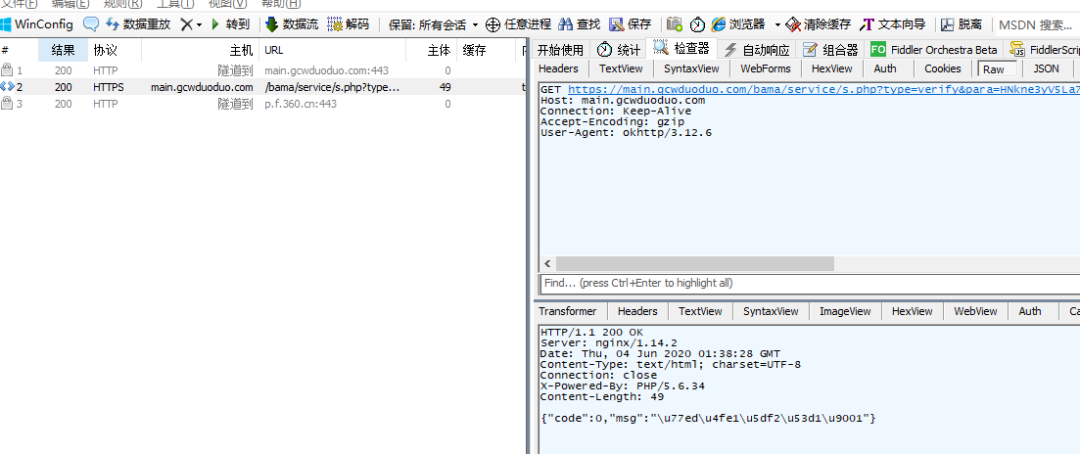 文件(F) 编辑(E) 规则(R) 工具(T) 视图(V) 帮助(H)
WinConfig 数据重放 转到 数据流 解码 保留: 所有会话 任意进程 查找 保存 浏览器 清除缓存 文本向导 脱离 MSDN 搜索...
# 结果 协议 主机 URL 主体 缓存
1 200 HTTP 隧道到 main.gcwduoduo.com:443 0
2 200 HTTPS main.gcwduoduo.com /bama/service/s.php?type... 49 t
3 200 HTTP 隧道到 p.f.360.cn:443 0
开始使用 统计 检查器 自动响应 组合器 FO Fiddler Orchestra Beta FiddlerScrip
Headers TextView SyntaxView WebForms HexView Auth Cookies Raw JSON
GET https://main.gcwduoduo.com/bama/service/s.php?type=verify&para=HNkne3yV5La7
Host: main.gcwduoduo.com
Connection: Keep-Alive
Accept-Encoding: gzip
User-Agent: okhttp/3.12.6
Find... (press Ctrl+Enter to highlight all)
Transformer Headers TextView SyntaxView ImageView HexView WebView Auth Ca
HTTP/1.1 200 OK
Server: nginx/1.14.2
Date: Thu, 04 Jun 2020 01:38:28 GMT
Content-Type: text/html; charset=UTF-8
Connection: close
X-Powered-By: PHP/5.6.34
Content-Length: 49
{"code":0,"msg":"\u77ed\u4fe1\u5df2\u53d1\u9001"}